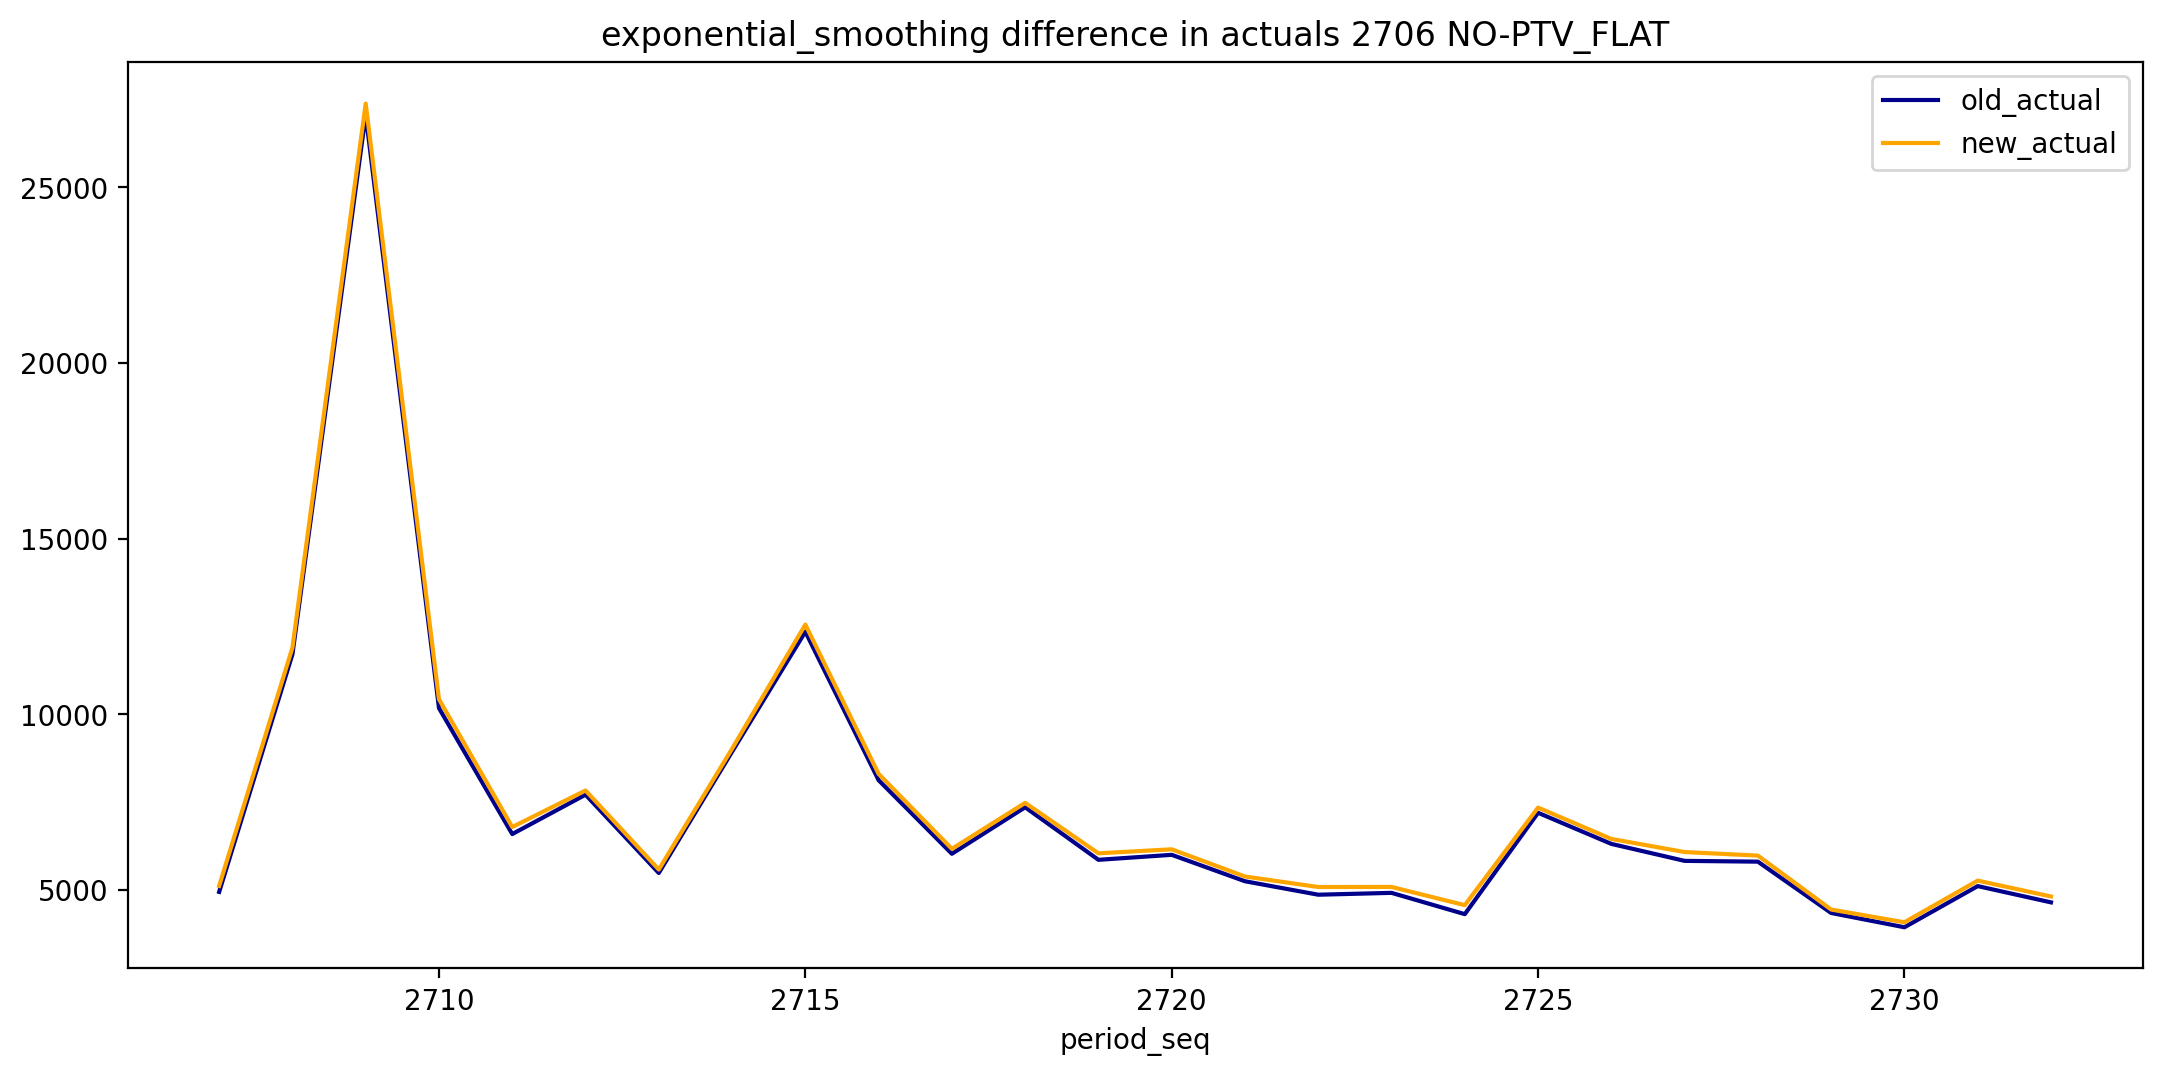 exponential_smoothing difference in actuals 2706 NO-PTV_FLAT
old_actual
new_actual
25000
20000
15000
10000
5000
2710 2715 2720 2725 2730
period_seq